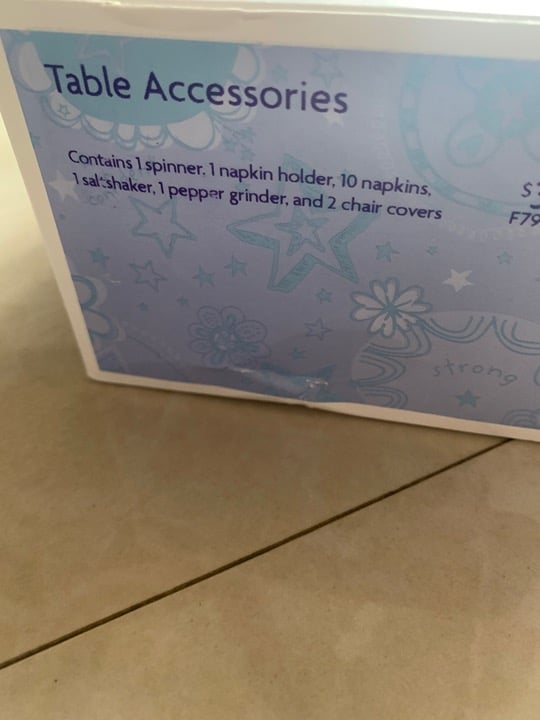 Table Accessories
Contains 1 spinner, 1 napkin holder, 10 napkins,
1 salt shaker, 1 pepper grinder, and 2 chair covers
F79
strong